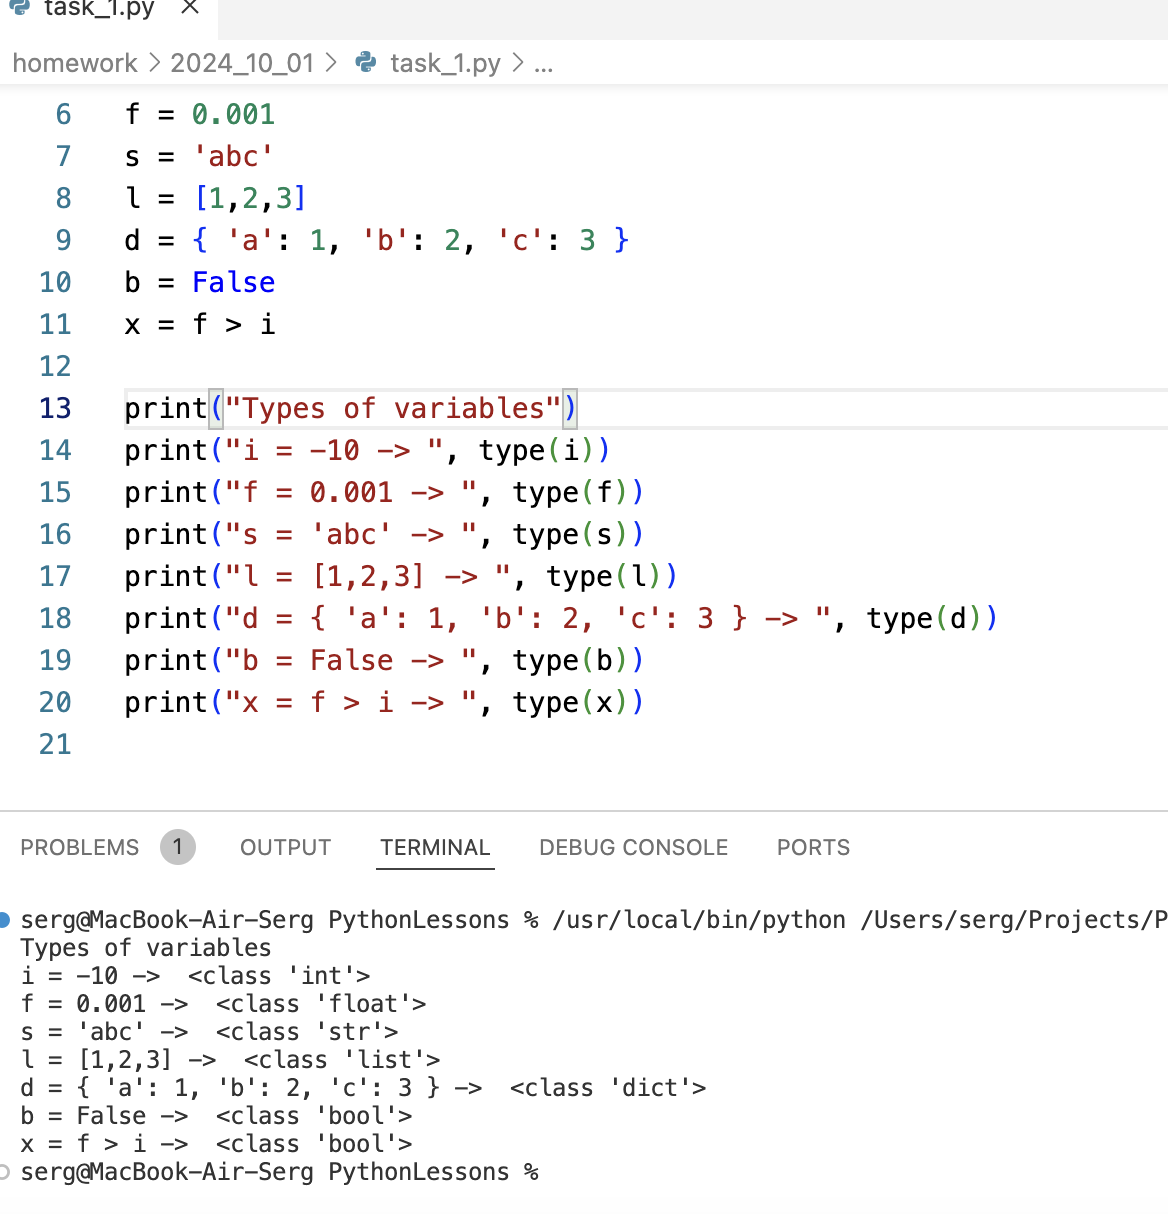 task_1.py
homework > 2024_10_01 > task_1.py > ...
6 f = 0.001
7 s = 'abc'
8 l = [1,2,3]
9 d = { 'a': 1, 'b': 2, 'c': 3 }
10 b = False
11 x = f > i
12
13 print("Types of variables")
14 print("i = -10 -> ", type(i))
15 print("f = 0.001 -> ", type(f))
16 print("s = 'abc' -> ", type(s))
17 print("l = [1,2,3] -> ", type(l))
18 print("d = { 'a': 1, 'b': 2, 'c': 3 } -> ", type(d))
19 print("b = False -> ", type(b))
20 print("x = f > i -> ", type(x))
21
PROBLEMS 1 OUTPUT TERMINAL DEBUG CONSOLE PORTS
serg@MacBook-Air-Serg PythonLessons % /usr/local/bin/python /Users/serg/Projects/P
Types of variables
i = -10 ->  <class 'int'>
f = 0.001 ->  <class 'float'>
s = 'abc' ->  <class 'str'>
l = [1,2,3] ->  <class 'list'>
d = { 'a': 1, 'b': 2, 'c': 3 } ->  <class 'dict'>
b = False ->  <class 'bool'>
x = f > i ->  <class 'bool'>
serg@MacBook-Air-Serg PythonLessons %